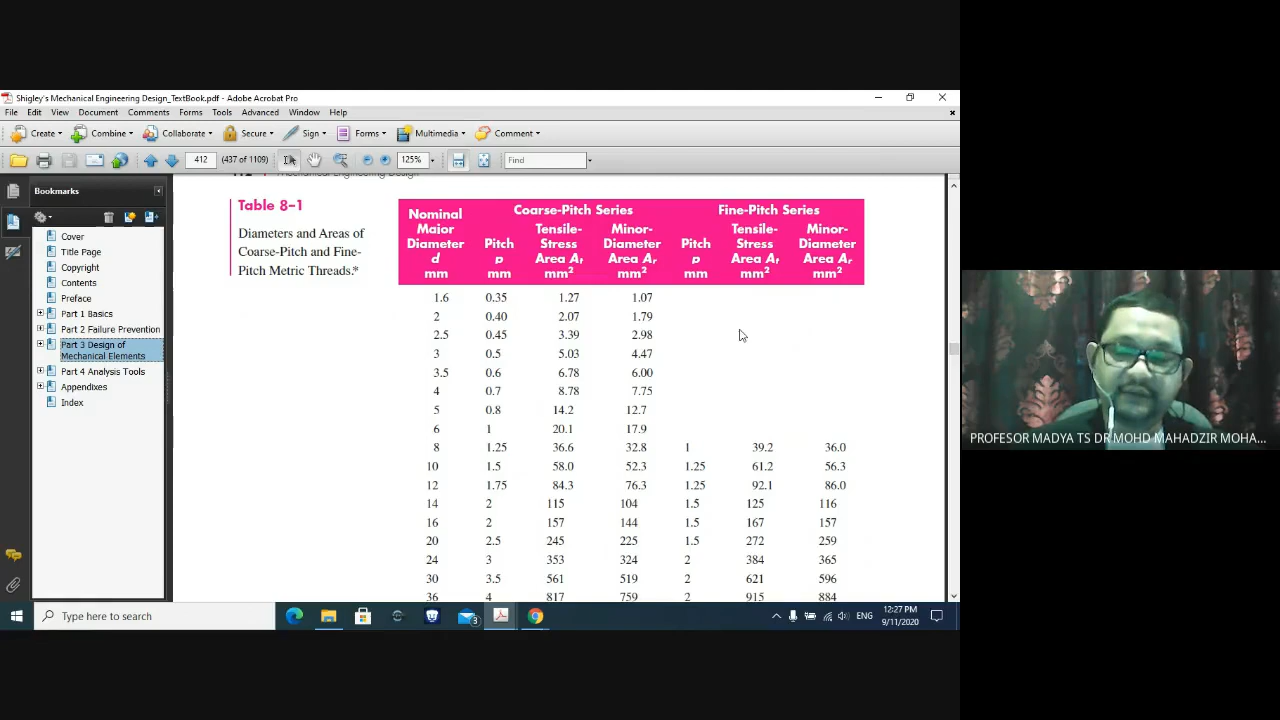 Shigley's Mechanical Engineering Design_TextBook.pdf - Adobe Acrobat Pro
File Edit View Document Comments Forms Tools Advanced Window Help
Create Combine Collaborate Secure Sign Forms Multimedia Comment
412 (437 of 1109) 125% Find
Bookmarks
Cover
Title Page
Copyright
Contents
Preface
Part 1 Basics
Part 2 Failure Prevention
Part 3 Design of
Mechanical Elements
Part 4 Analysis Tools
Appendixes
Index
Mechanical Engineering Design
Table 8–1
Diameters and Areas of
Coarse-Pitch and Fine-
Pitch Metric Threads.*
Nominal Coarse-Pitch Series Fine-Pitch Series
Major Tensile- Minor- Tensile- Minor-
Diameter Pitch Stress Diameter Pitch Stress Diameter
d p Area At Area Ar p Area At Area Ar
mm mm mm² mm² mm mm² mm²
1.6 0.35 1.27 1.07
2 0.40 2.07 1.79
2.5 0.45 3.39 2.98
3 0.5 5.03 4.47
3.5 0.6 6.78 6.00
4 0.7 8.78 7.75
5 0.8 14.2 12.7
6 1 20.1 17.9
8 1.25 36.6 32.8 1 39.2 36.0
10 1.5 58.0 52.3 1.25 61.2 56.3
12 1.75 84.3 76.3 1.25 92.1 86.0
14 2 115 104 1.5 125 116
16 2 157 144 1.5 167 157
20 2.5 245 225 1.5 272 259
24 3 353 324 2 384 365
30 3.5 561 519 2 621 596
36 4 817 759 2 915 884
PROFESOR MADYA TS DR MOHD MAHADZIR MOHA...
Type here to search
3
ENG
12:27 PM
9/11/2020